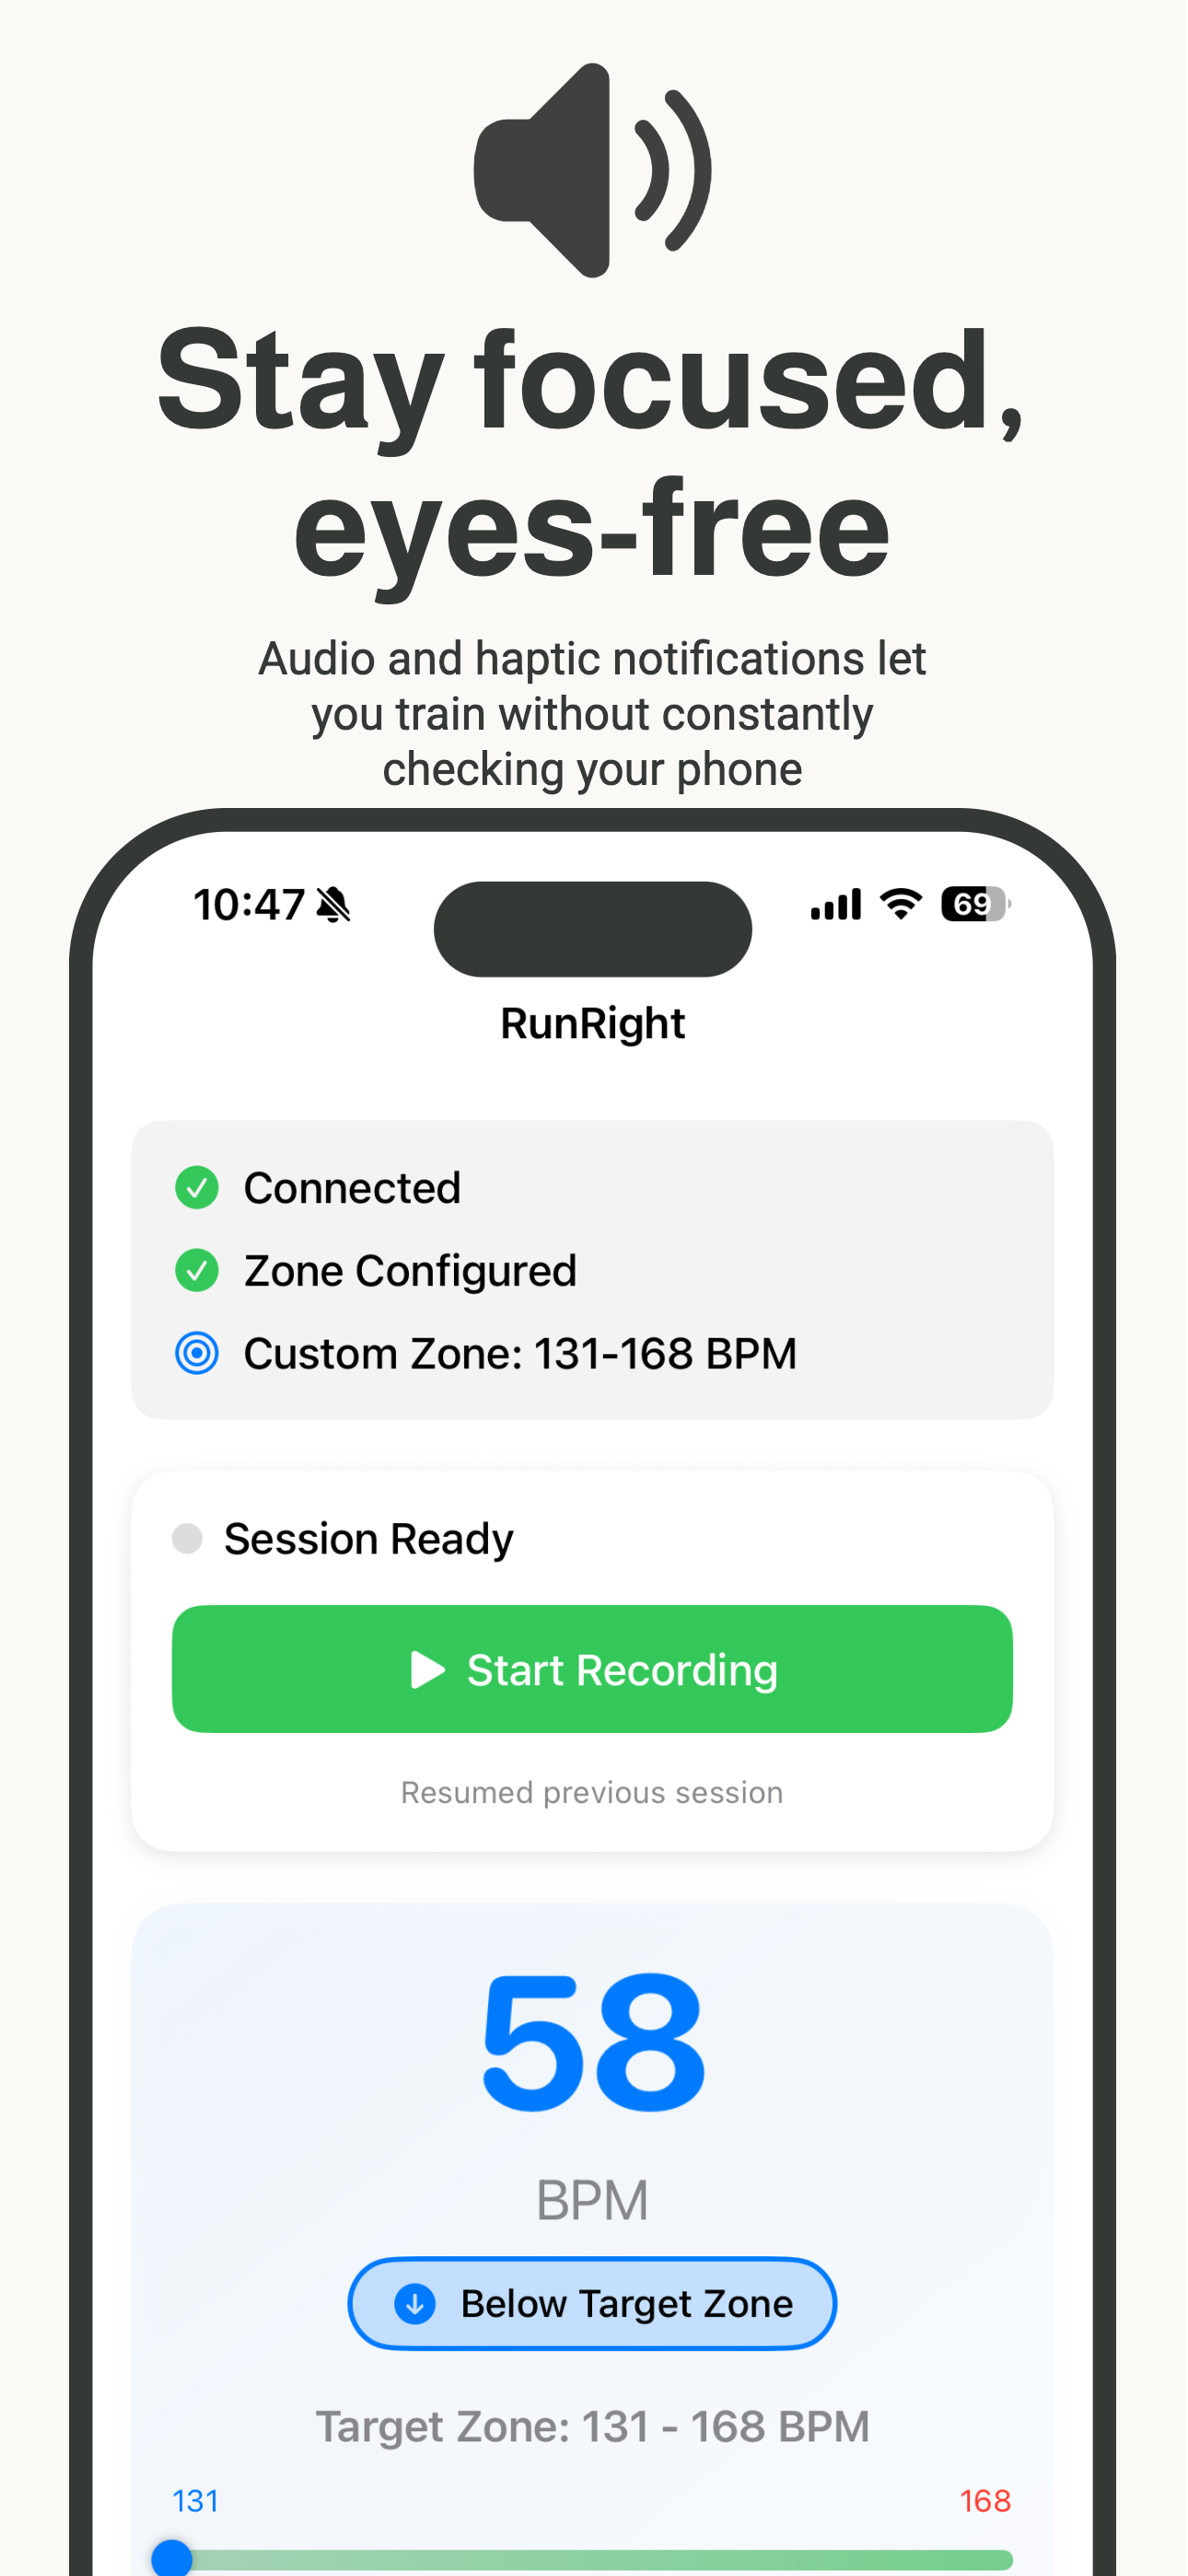 Stay focused,
eyes-free
Audio and haptic notifications let
you train without constantly
checking your phone
10:47
69
RunRight
Connected
Zone Configured
Custom Zone: 131-168 BPM
Session Ready
Start Recording
Resumed previous session
58
BPM
Below Target Zone
Target Zone: 131 - 168 BPM
131
168